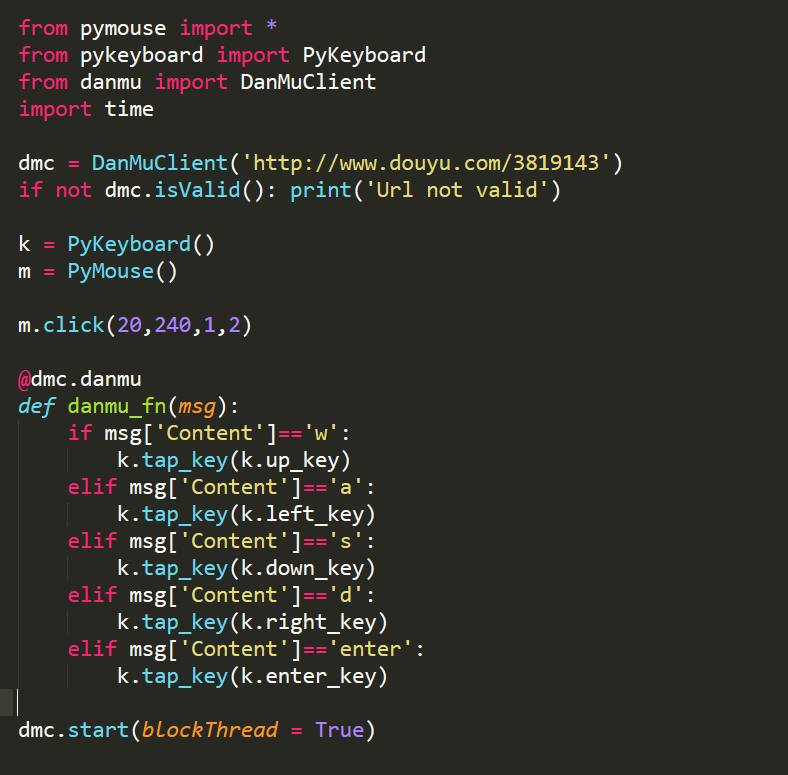 from pymouse import *
from pykeyboard import PyKeyboard
from danmu import DanMuClient
import time

dmc = DanMuClient('http://www.douyu.com/3819143')
if not dmc.isValid(): print('Url not valid')

k = PyKeyboard()
m = PyMouse()

m.click(20,240,1,2)

@dmc.danmu
def danmu_fn(msg):
    if msg['Content']=='w':
        k.tap_key(k.up_key)
    elif msg['Content']=='a':
        k.tap_key(k.left_key)
    elif msg['Content']=='s':
        k.tap_key(k.down_key)
    elif msg['Content']=='d':
        k.tap_key(k.right_key)
    elif msg['Content']=='enter':
        k.tap_key(k.enter_key)

dmc.start(blockThread = True)